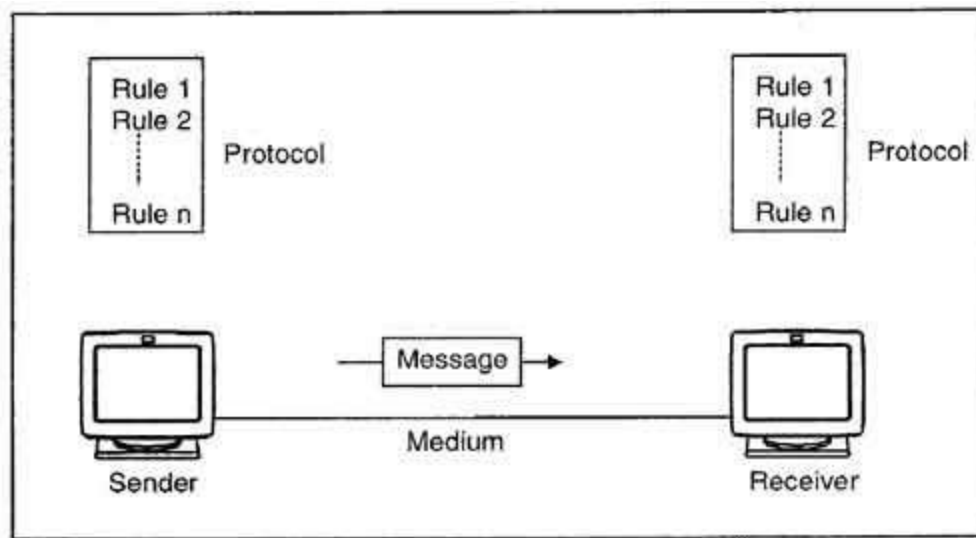 Rule 1
Rule 2
Rule n
Protocol
Rule 1
Rule 2
Rule n
Protocol
Message
Medium
Sender
Receiver